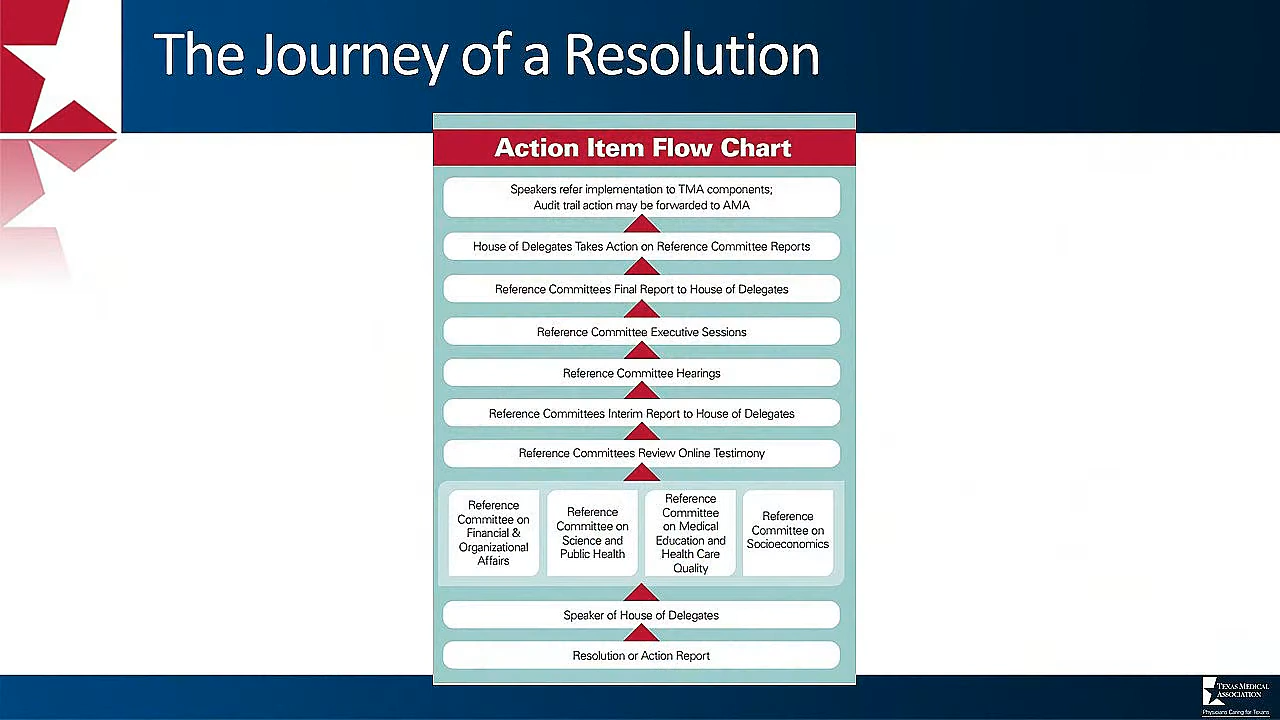 The Journey of a Resolution
Action Item Flow Chart
Speakers refer implementation to TMA components;
Audit trail action may be forwarded to AMA
House of Delegates Takes Action on Reference Committee Reports
Reference Committees Final Report to House of Delegates
Reference Committee Executive Sessions
Reference Committee Hearings
Reference Committees Interim Report to House of Delegates
Reference Committees Review Online Testimony
Reference
Committee on
Financial &
Organizational
Affairs
Reference
Committee on
Science and
Public Health
Reference
Committee
on Medical
Education and
Health Care
Quality
Reference
Committee on
Socioeconomics
Speaker of House of Delegates
Resolution or Action Report
TEXAS MEDICAL
ASSOCIATION
Physicians Caring for Texans